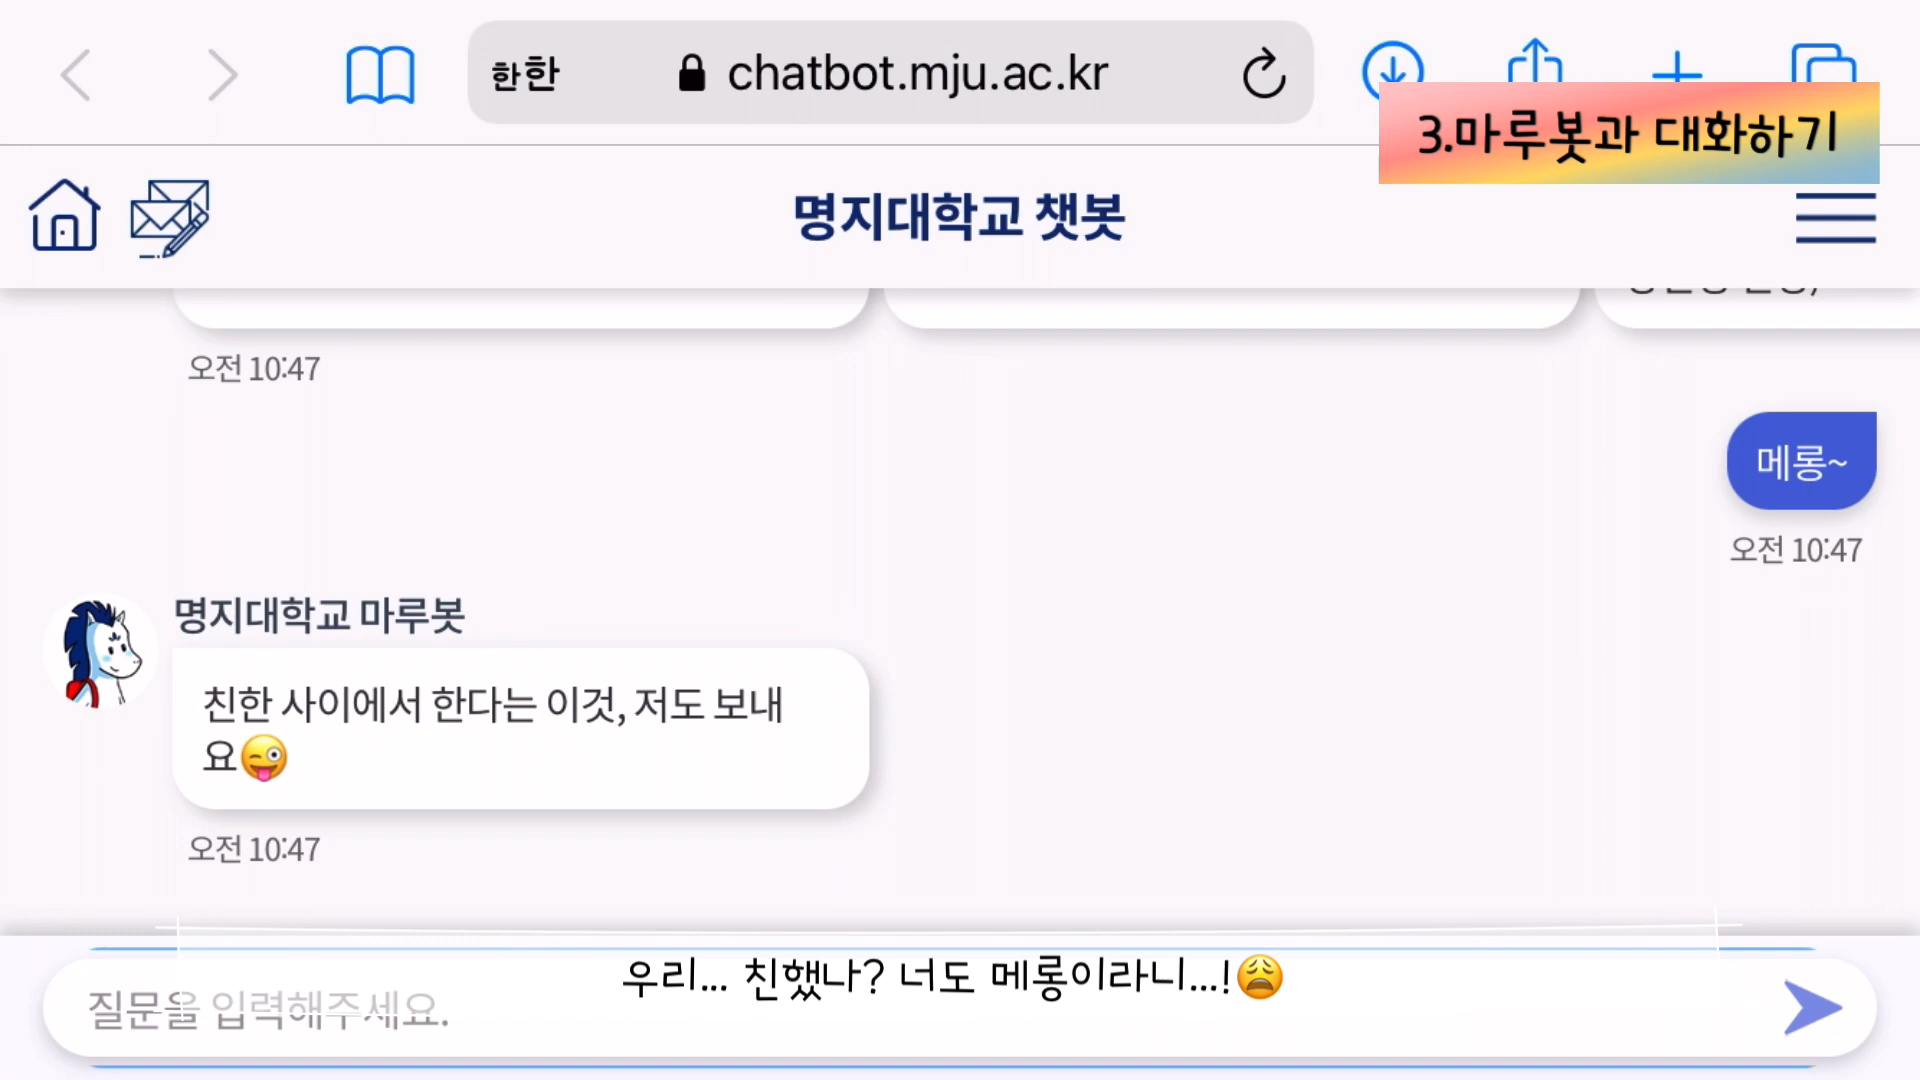 한한 chatbot.mju.ac.kr
3.마루봇과 대화하기
명지대학교 챗봇
오전 10:47
메롱~
오전 10:47
명지대학교 마루봇
친한 사이에서 한다는 이것, 저도 보내
요😜
오전 10:47
우리... 친했나? 너도 메롱이라니...!😩
질문을 입력해주세요.